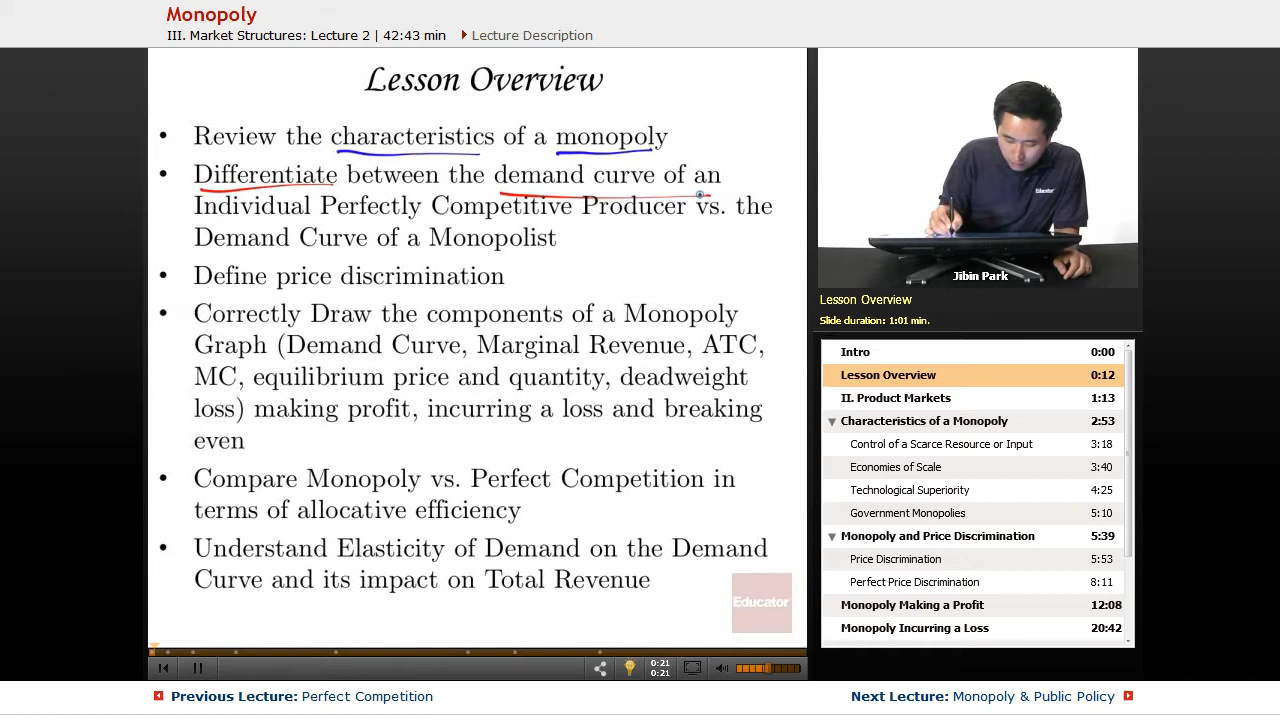 Monopoly
III. Market Structures: Lecture 2 | 42:43 min Lecture Description
Lesson Overview
• Review the characteristics of a monopoly
• Differentiate between the demand curve of an
Individual Perfectly Competitive Producer vs. the
Demand Curve of a Monopolist
• Define price discrimination
• Correctly Draw the components of a Monopoly
Graph (Demand Curve, Marginal Revenue, ATC,
MC, equilibrium price and quantity, deadweight
loss) making profit, incurring a loss and breaking
even
• Compare Monopoly vs. Perfect Competition in
terms of allocative efficiency
• Understand Elasticity of Demand on the Demand
Curve and its impact on Total Revenue
Educator
0:21
0:21
Educator
Jibin Park
Lesson Overview
Slide duration: 1:01 min.
Intro 0:00
Lesson Overview 0:12
II. Product Markets 1:13
Characteristics of a Monopoly 2:53
Control of a Scarce Resource or Input 3:18
Economies of Scale 3:40
Technological Superiority 4:25
Government Monopolies 5:10
Monopoly and Price Discrimination 5:39
Price Discrimination 5:53
Perfect Price Discrimination 8:11
Monopoly Making a Profit 12:08
Monopoly Incurring a Loss 20:42
Previous Lecture: Perfect Competition
Next Lecture: Monopoly & Public Policy